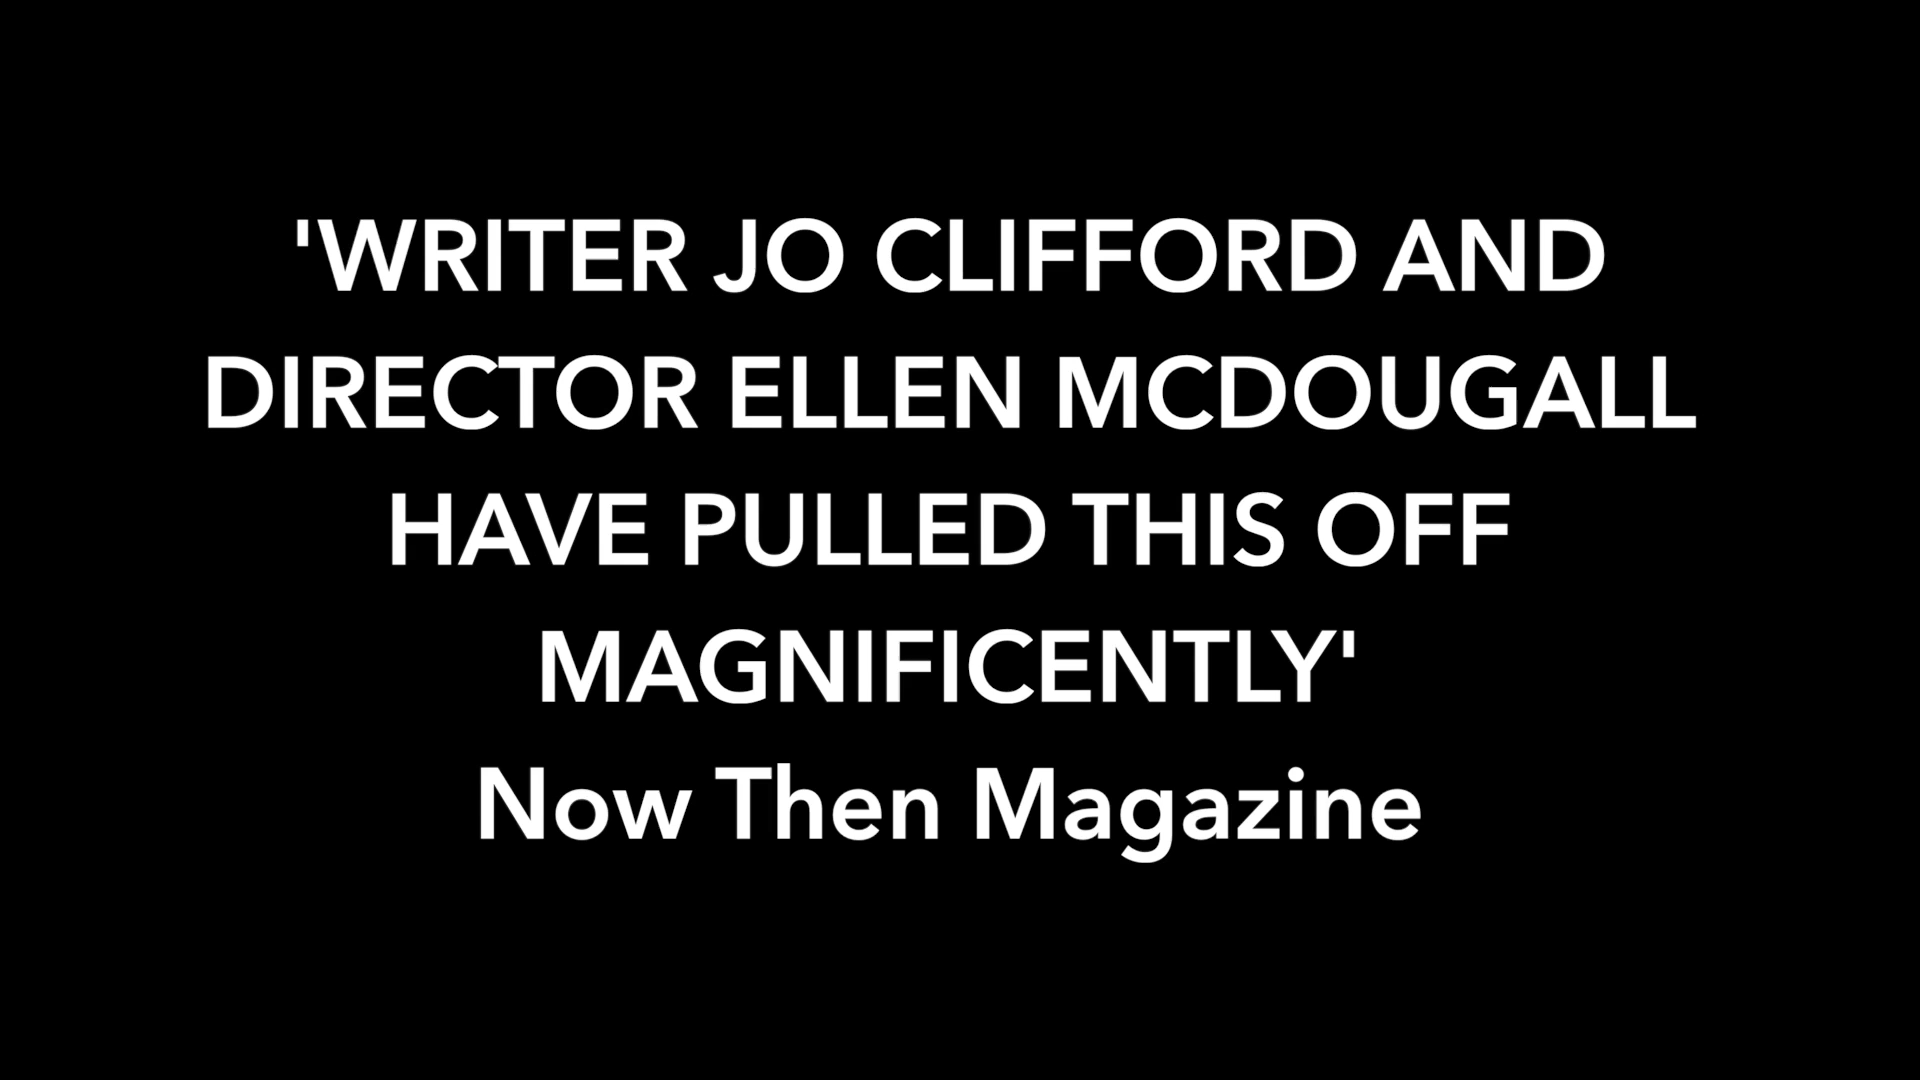 'WRITER JO CLIFFORD AND
DIRECTOR ELLEN MCDOUGALL
HAVE PULLED THIS OFF
MAGNIFICENTLY'
Now Then Magazine